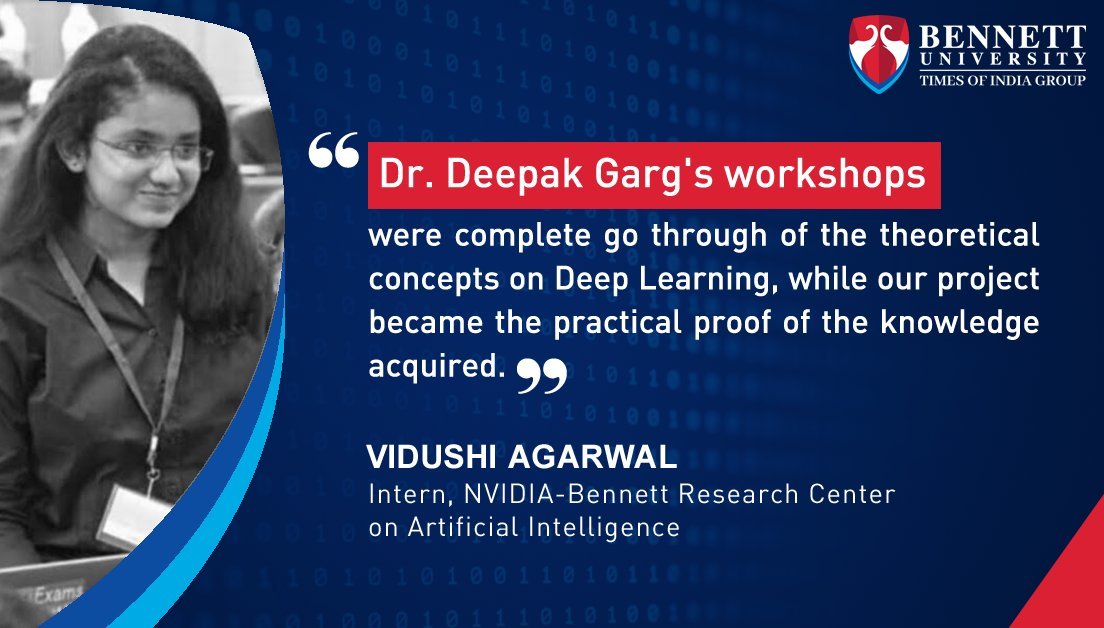 BENNETT
UNIVERSITY
TIMES OF INDIA GROUP
“ Dr. Deepak Garg's workshops
were complete go through of the theoretical
concepts on Deep Learning, while our project
became the practical proof of the knowledge
acquired. ”
VIDUSHI AGARWAL
Intern, NVIDIA-Bennett Research Center
on Artificial Intelligence
Exams